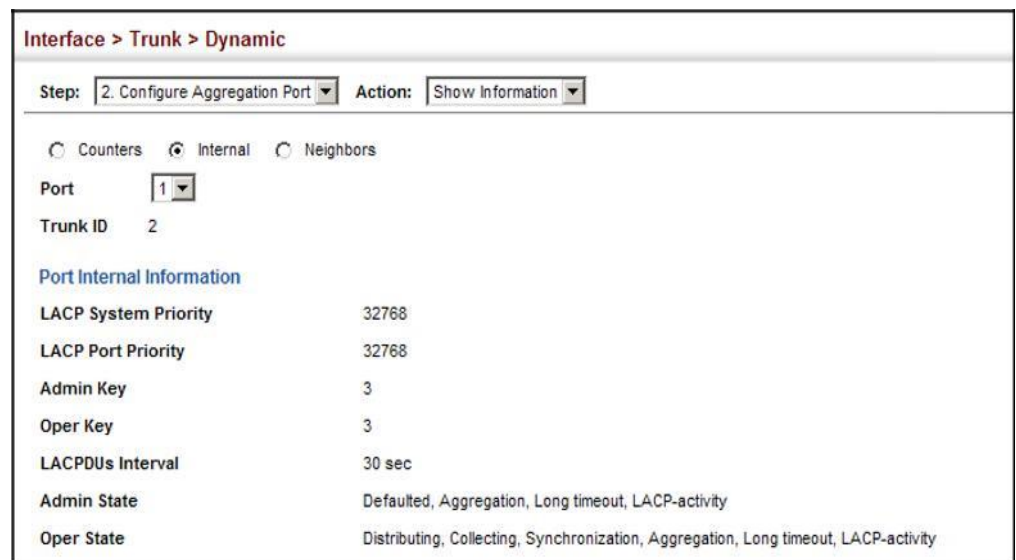 Interface > Trunk > Dynamic
Step: 2. Configure Aggregation Port Action: Show Information
Counters Internal Neighbors
Port 1
Trunk ID 2
Port Internal Information
LACP System Priority 32768
LACP Port Priority 32768
Admin Key 3
Oper Key 3
LACPDUs Interval 30 sec
Admin State Defaulted, Aggregation, Long timeout, LACP-activity
Oper State Distributing, Collecting, Synchronization, Aggregation, Long timeout, LACP-activity